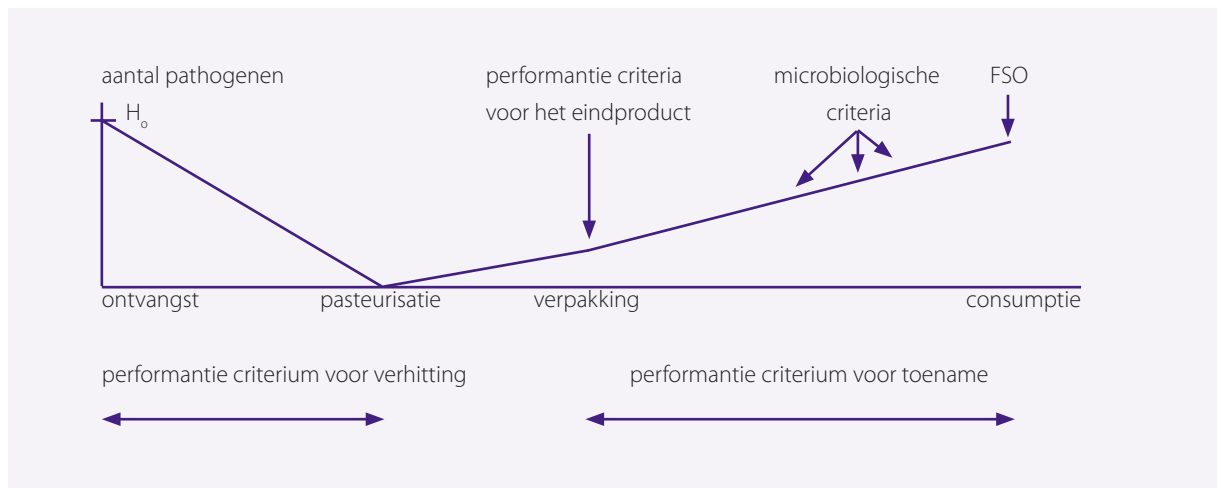 aantal pathogenen
H₀
performantie criteria
voor het eindproduct
microbiologische
criteria
FSO
ontvangst
pasteurisatie
verpakking
consumptie
performantie criterium voor verhitting
performantie criterium voor toename